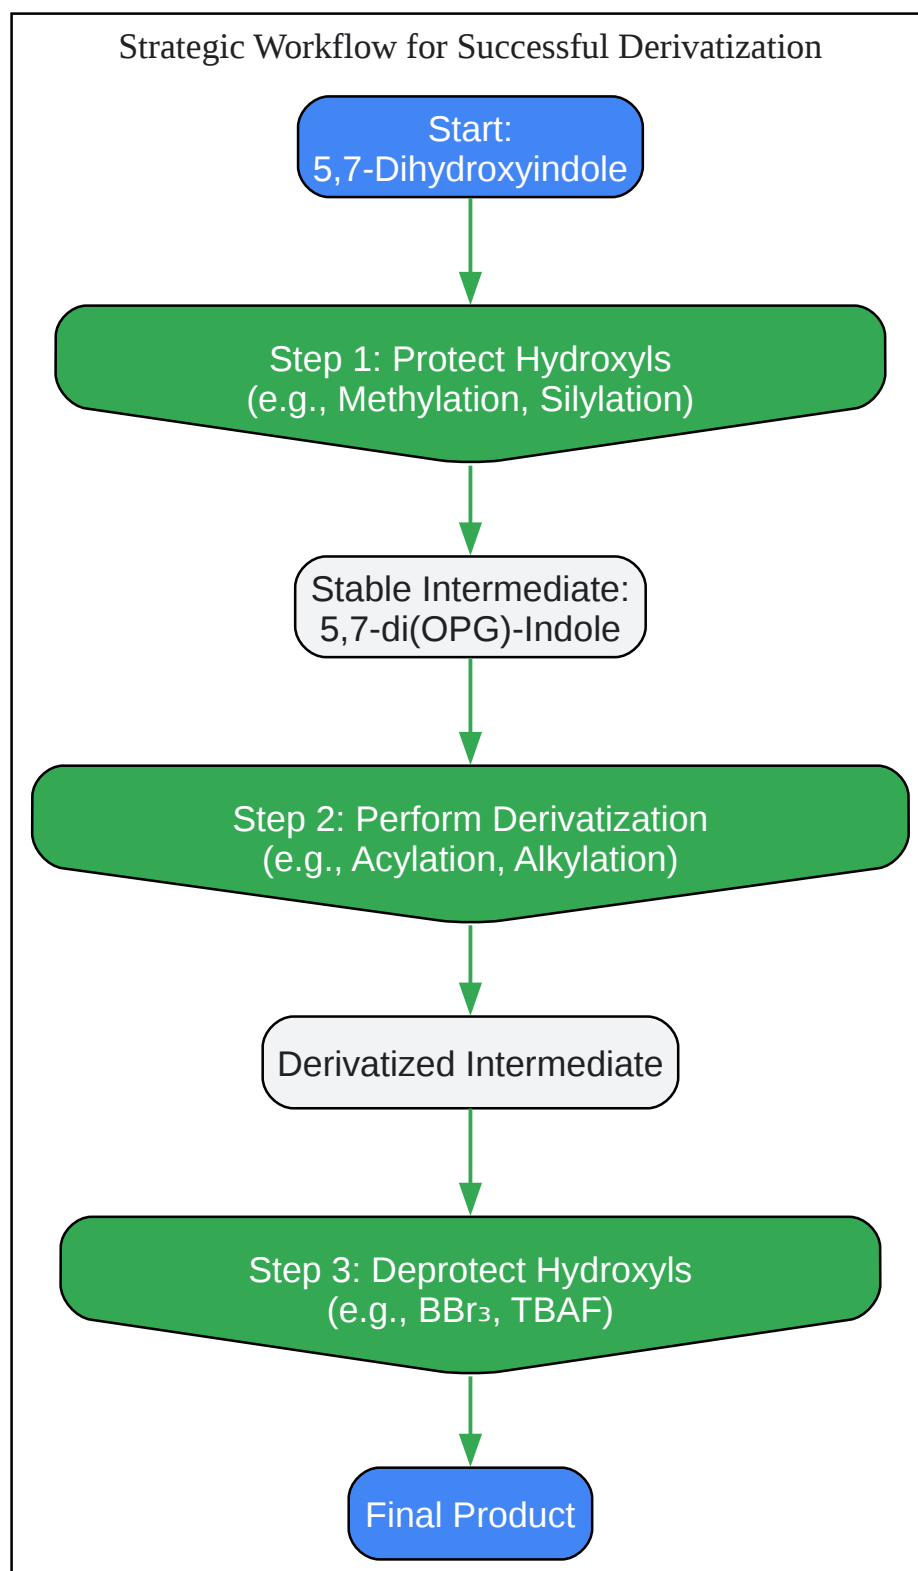 Strategic Workflow for Successful Derivatization
Start:
5,7-Dihydroxyindole
Step 1: Protect Hydroxyls
(e.g., Methylation, Silylation)
Stable Intermediate:
5,7-di(OPG)-Indole
Step 2: Perform Derivatization
(e.g., Acylation, Alkylation)
Derivatized Intermediate
Step 3: Deprotect Hydroxyls
(e.g., BBr₃, TBAF)
Final Product